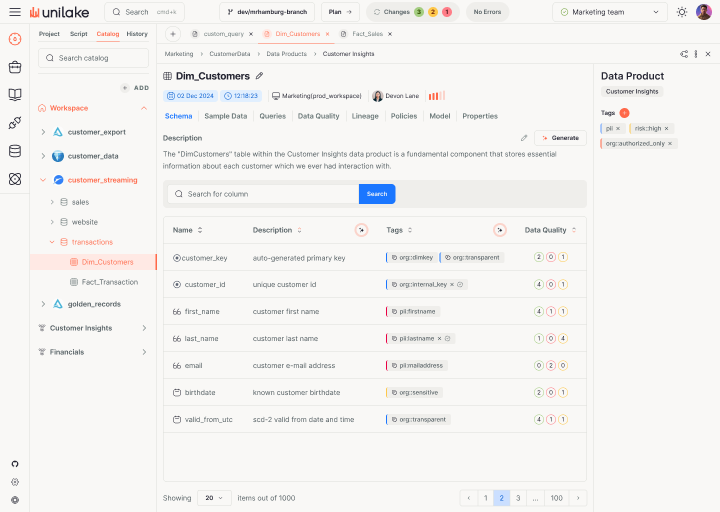 unilake
Search cmd+k
dev/mrhamburg-branch
Plan →
Changes 3 2 1
No Errors
Marketing team
Project Script Catalog History
custom_query ×
Dim_Customers ×
Fact_Sales ×
Search catalog
+ ADD
Workspace
customer_export
customer_data
customer_streaming
sales
website
transactions
Dim_Customers
Fact_Transaction
golden_records
Customer Insights
Financials
Marketing > CustomerData > Data Products > Customer Insights
Dim_Customers
02 Dec 2024 12:18:23 Marketing(prod_workspace) Devon Lane
Schema Sample Data Queries Data Quality Lineage Policies Model Properties
Description
Generate
The "DimCustomers" table within the Customer Insights data product is a fundamental component that stores essential
information about each customer which we ever had interaction with.
Search for column Search
Name Description Tags Data Quality
customer_key auto-generated primary key org::dimkey org::transparent 2 0 1
customer_id unique customer id org::internal_key × 4 0 1
first_name customer first name pii:firstname 4 1 1
last_name customer last name pii:lastname × 1 0 4
email customer e-mail address pii:mailaddress 0 2 0
birthdate known customer birthdate org::sensitive 2 0 1
valid_from_utc scd-2 valid from date and time org::transparent 4 1 1
Showing 20 items out of 1000
‹ 1 2 3 ... 100 ›
Data Product
Customer Insights
Tags +
pii × risk::high ×
org::authorized_only ×